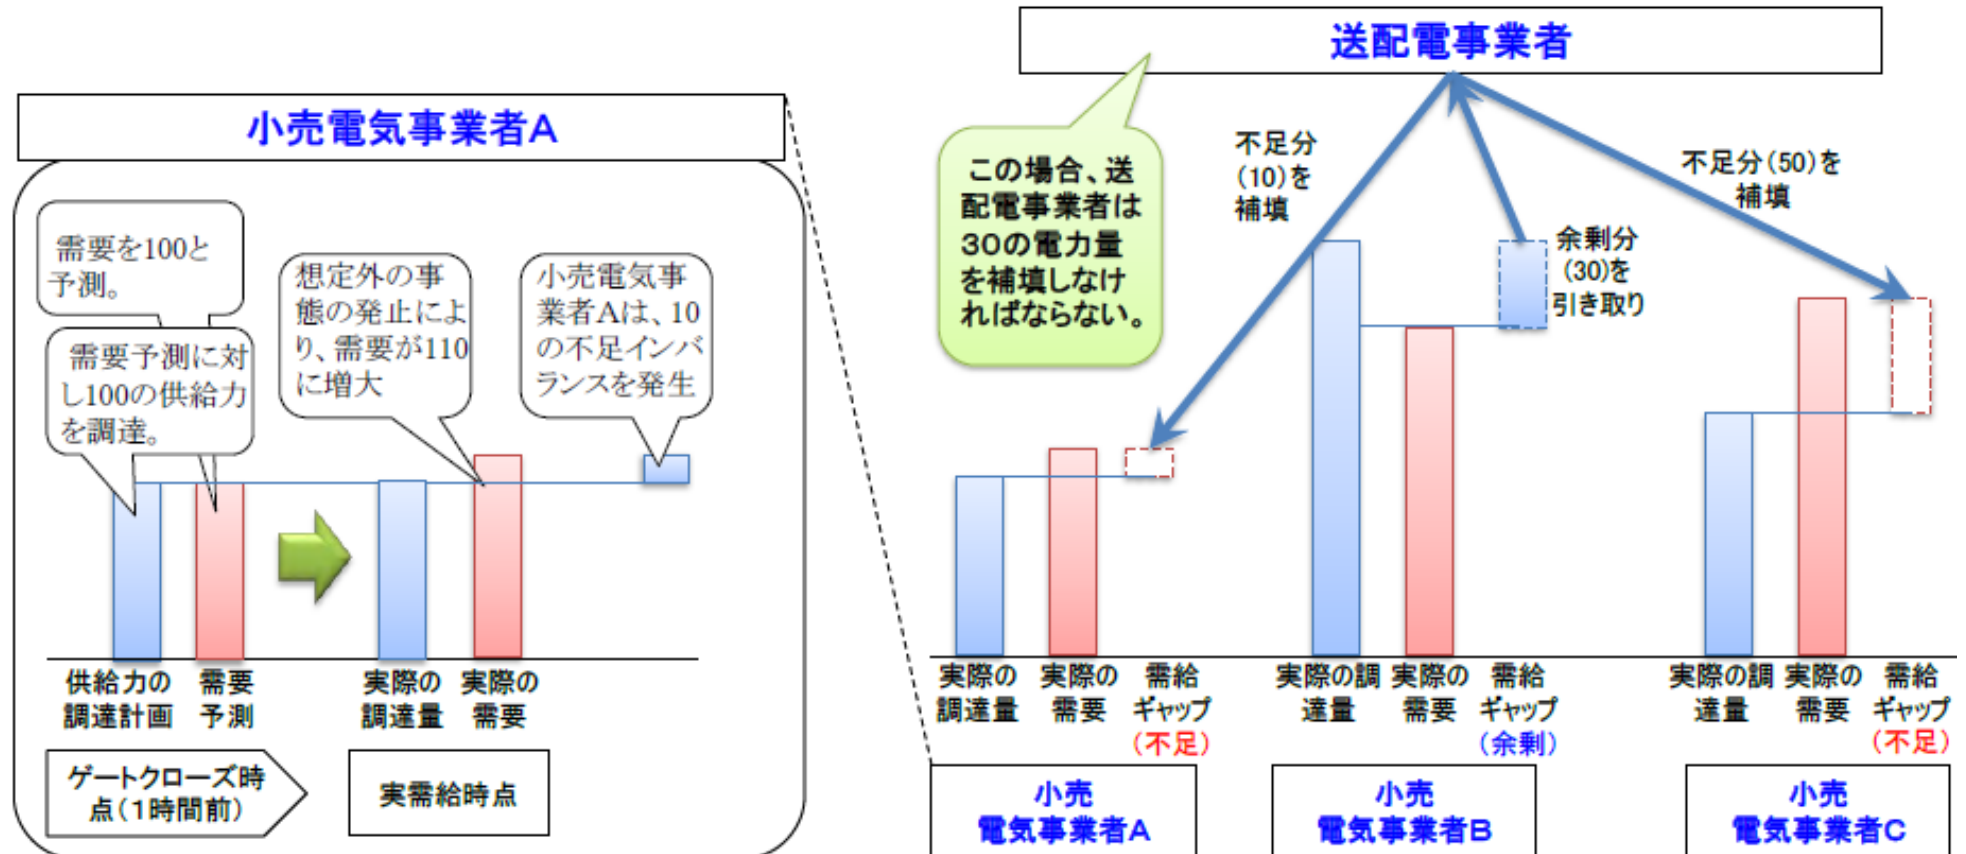 小売電気事業者A
需要を100と
予測。
需要予測に対
し100の供給力
を調達。
想定外の事
態の発止によ
り、需要が110
に増大
小売電気事
業者Aは、10
の不足インバ
ランスを発生
供給力の
調達計画
需要
予測
実際の
調達量
実際の
需要
ゲートクローズ時
点(1時間前)
実需給時点
送配電事業者
この場合、送
配電事業者は
30の電力量
を補填しなけ
ればならない。
不足分
(10)を
補填
余剰分
(30)を
引き取り
不足分(50)を
補填
実際の
調達量
実際の
需要
需給
ギャップ
(不足)
実際の調
達量
実際の
需要
需給
ギャップ
(余剰)
実際の調
達量
実際の
需要
需給
ギャップ
(不足)
小売
電気事業者A
小売
電気事業者B
小売
電気事業者C